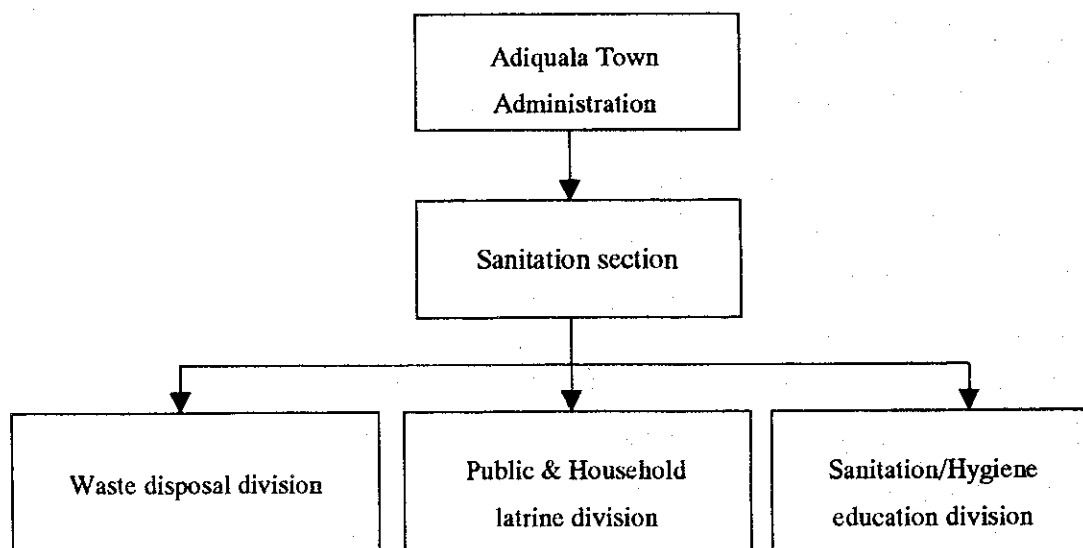 Adiquala Town
Administration
Sanitation section
Waste disposal division
Public & Household
latrine division
Sanitation/Hygiene
education division